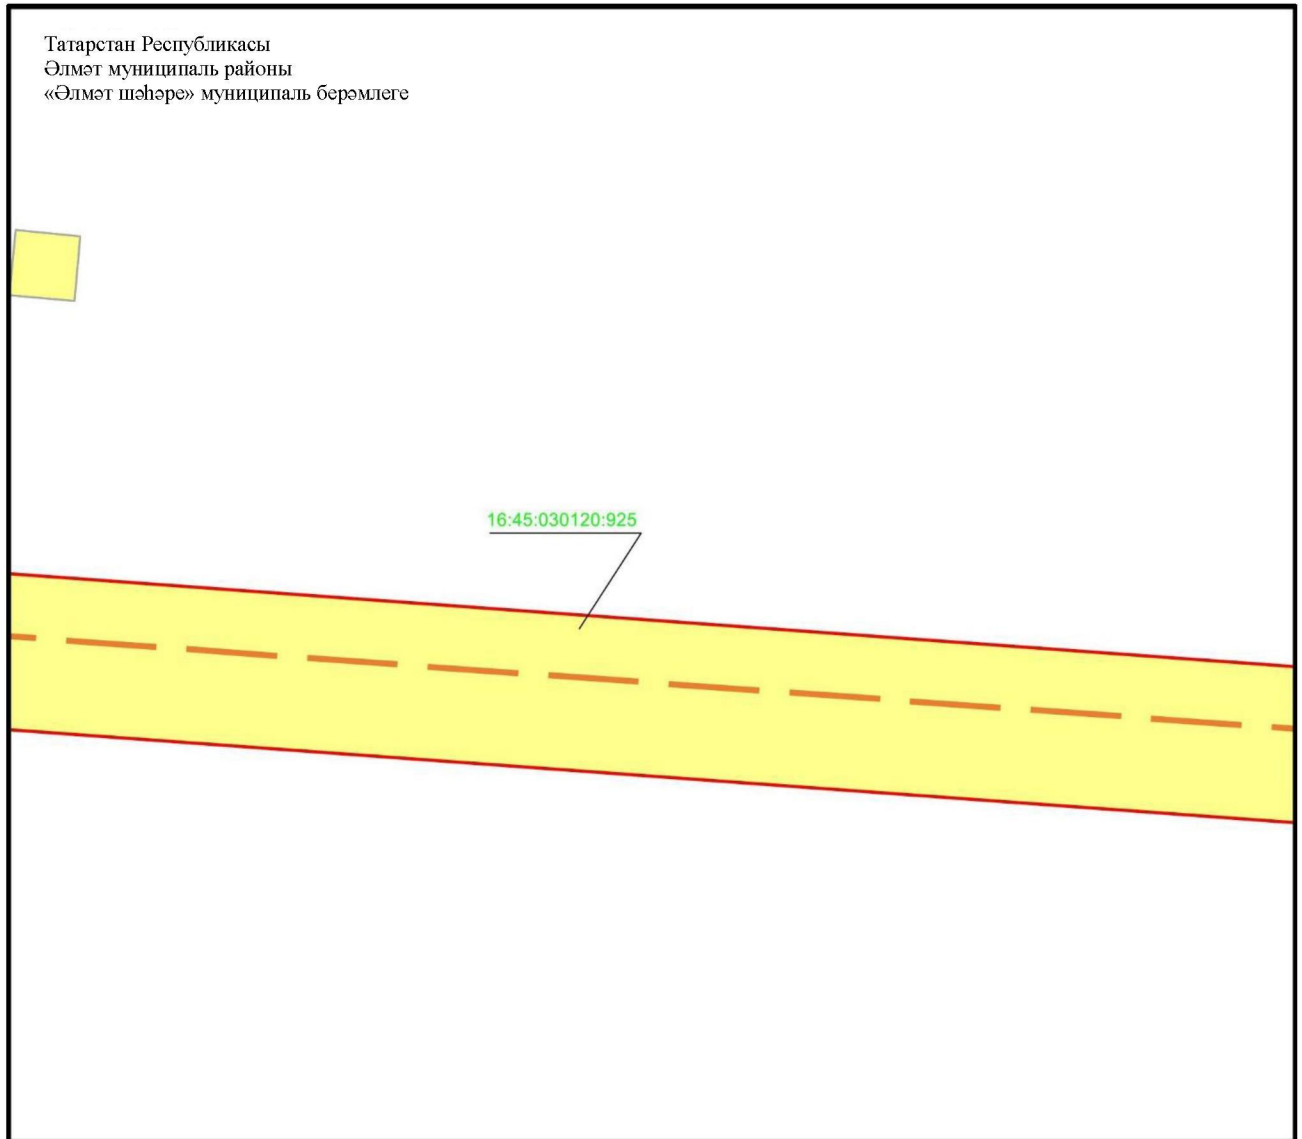 Татарстан Республикасы
Әлмәт муниципаль районы
«Әлмәт шәһәре» муниципаль берәмлеге
16:45:030120:925